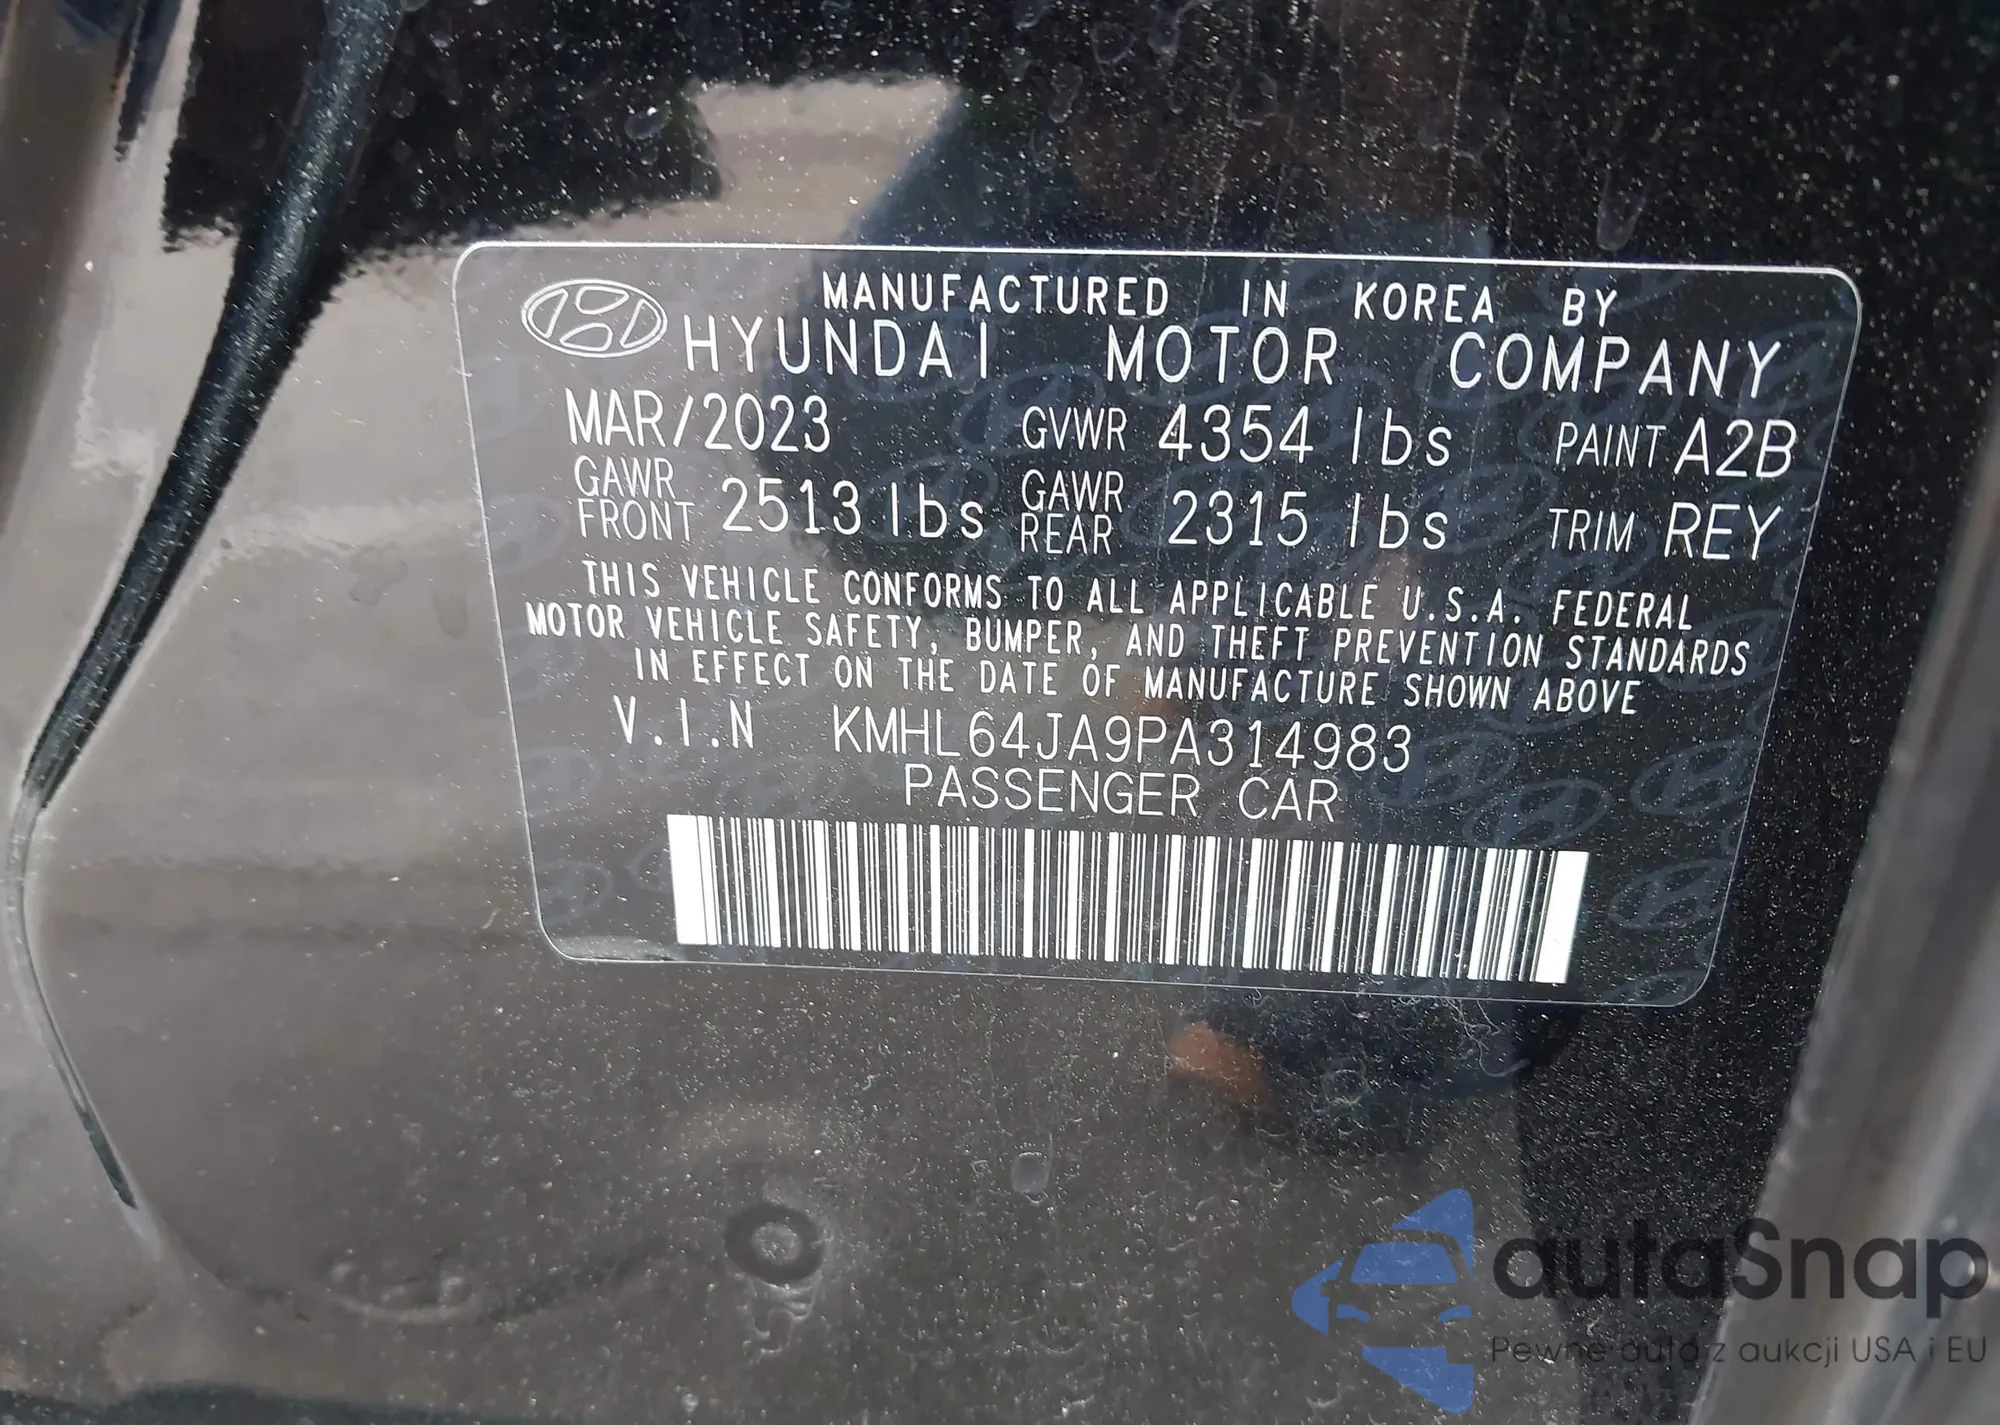 MANUFACTURED IN KOREA BY
HYUNDAI MOTOR COMPANY
MAR/2023 GVWR 4354 lbs PAINT A2B
GAWR FRONT 2513 lbs GAWR REAR 2315 lbs TRIM REY
THIS VEHICLE CONFORMS TO ALL APPLICABLE U.S.A. FEDERAL
MOTOR VEHICLE SAFETY, BUMPER, AND THEFT PREVENTION STANDARDS
IN EFFECT ON THE DATE OF MANUFACTURE SHOWN ABOVE
V.I.N KMHL64JA9PA314983
PASSENGER CAR
autaSnap
Pewne auta z aukcji USA i EU